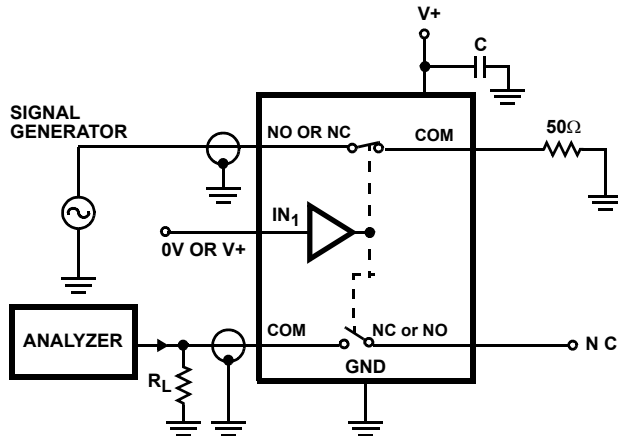 V+
C
SIGNAL
GENERATOR
NO OR NC
COM
50Ω
IN1
0V OR V+
ANALYZER
COM
NC or NO
N C
GND
RL